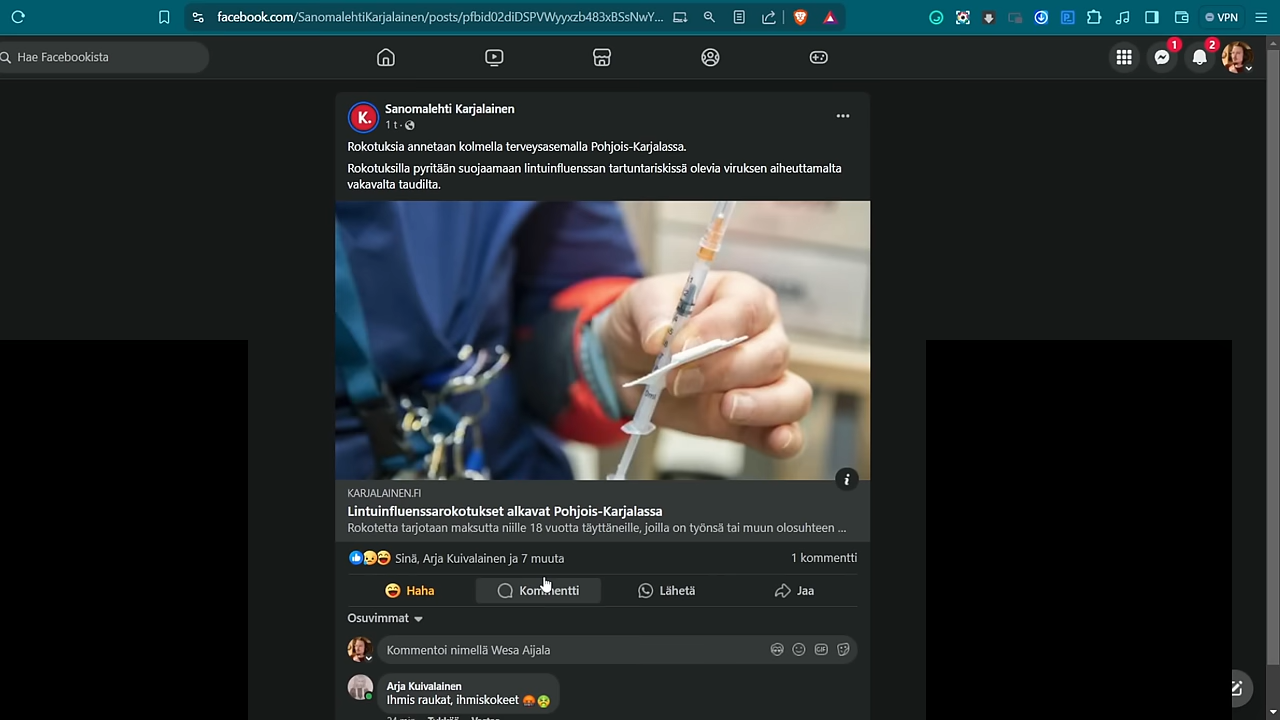 facebook.com/SanomalehtiKarjalainen/posts/pfbid02diDSPVWyyxzb483xBSsNwY...
VPN
Hae Facebookista
1
2
K.
Sanomalehti Karjalainen
1 t ·
Rokotuksia annetaan kolmella terveysasemalla Pohjois-Karjalassa.
Rokotuksilla pyritään suojaamaan lintuinfluenssan tartuntariskissä olevia viruksen aiheuttamalta
vakavalta taudilta.
KARJALAINEN.FI
Lintuinfluenssarokotukset alkavat Pohjois-Karjalassa
Rokotetta tarjotaan maksutta niille 18 vuotta täyttäneille, joilla on työnsä tai muun olosuhteen ...
Sinä, Arja Kuivalainen ja 7 muuta
1 kommentti
Haha
Kommentti
Lähetä
Jaa
Osuvimmat
Kommentoi nimellä Wesa Aijala
GIF
Arja Kuivalainen
Ihmis raukat, ihmiskokeet 🤬🤢